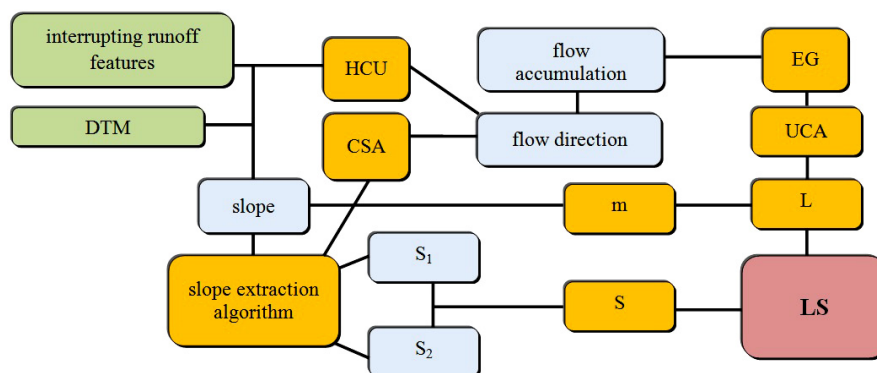 interrupting runoff
features
HCU
flow
accumulation
EG
DTM
CSA
flow direction
UCA
slope
m
L
slope extraction
algorithm
S₁
S
LS
S₂